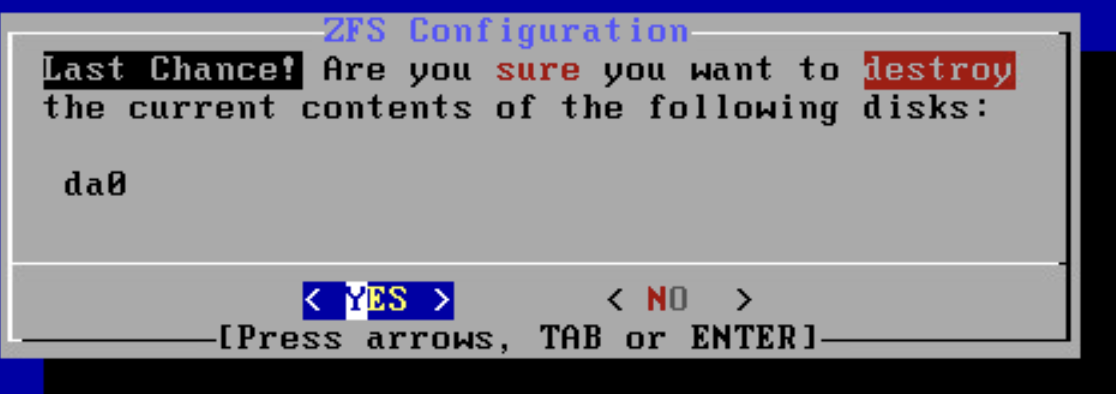 ZFS Configuration
Last Chance! Are you sure you want to destroy
the current contents of the following disks:
da0
< YES > < NO >
[Press arrows, TAB or ENTER]